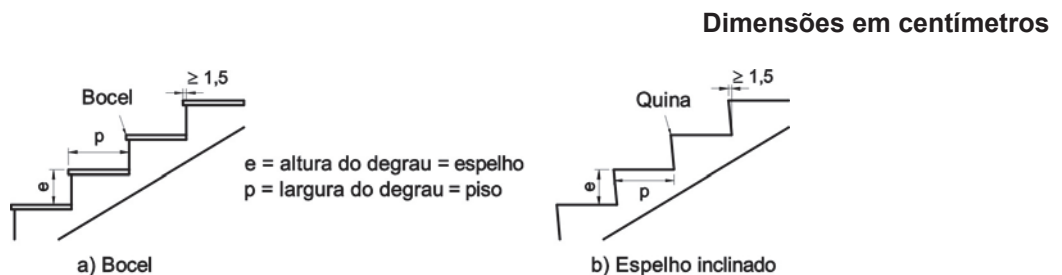 Dimensões em centímetros
≥ 1,5
Bocel
p
e
e = altura do degrau = espelho
p = largura do degrau = piso
a) Bocel
≥ 1,5
Quina
e
p
b) Espelho inclinado